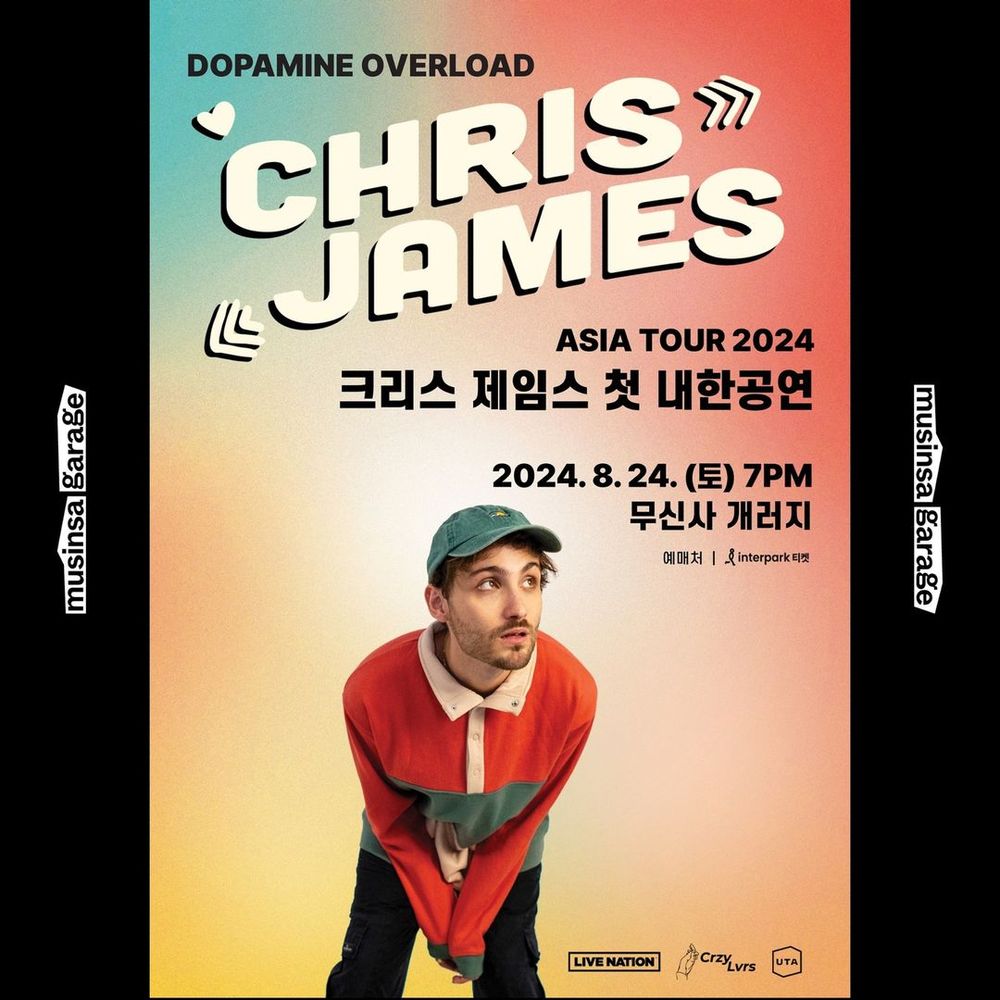 DOPAMINE OVERLOAD
CHRIS
JAMES
ASIA TOUR 2024
크리스 제임스 첫 내한공연
2024. 8. 24. (토) 7PM
무신사 개러지
예매처 | interpark 티켓
musinsa garage
musinsa garage
LIVE NATION
Crzy
Lvrs
UTA